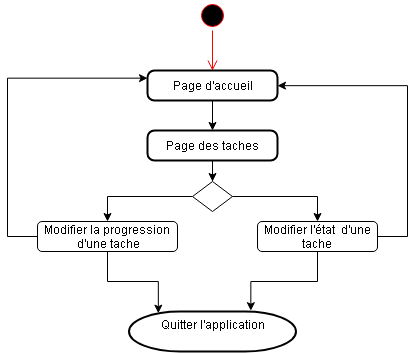 Page d'accueil
Page des taches
Modifier la progression
d'une tache
Modifier l'état d'une
tache
Quitter l'application